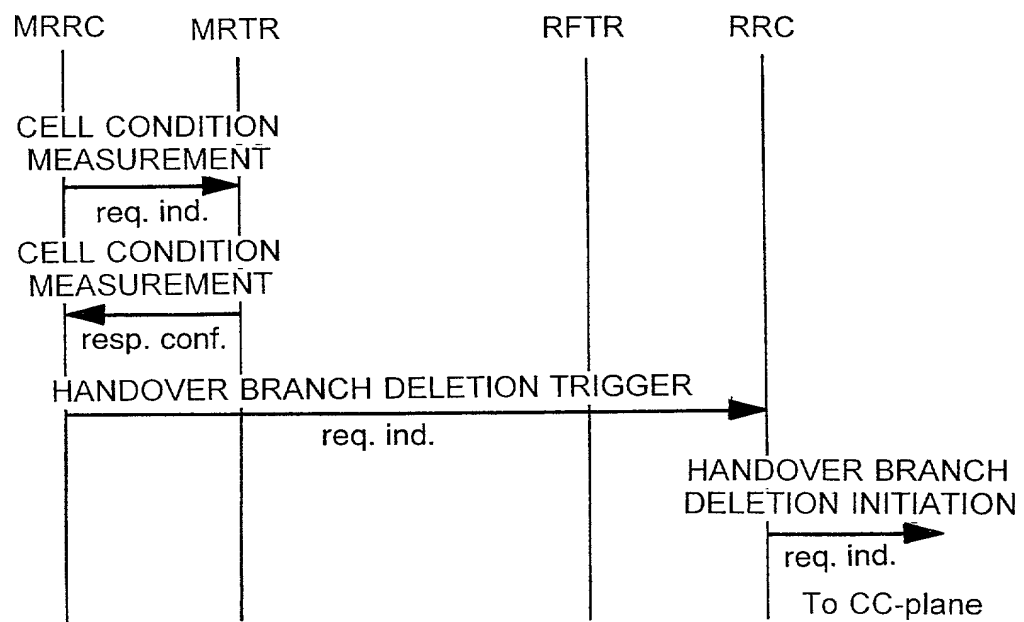 MRRC MRTR RFTR RRC
CELL CONDITION
MEASUREMENT
req. ind.
CELL CONDITION
MEASUREMENT
resp. conf.
HANDOVER BRANCH DELETION TRIGGER
req. ind.
HANDOVER BRANCH
DELETION INITIATION
req. ind.
To CC-plane